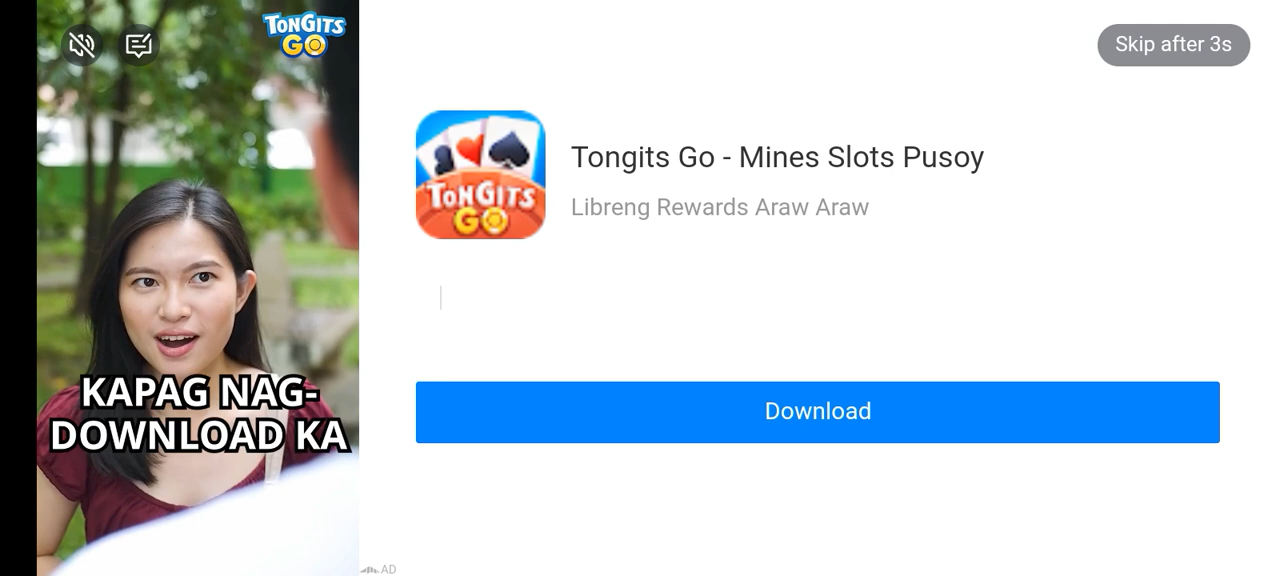 TONGITS
GO
Skip after 3s
TONGITS
GO
Tongits Go - Mines Slots Pusoy
Libreng Rewards Araw Araw
KAPAG NAG-
DOWNLOAD KA
Download
AD